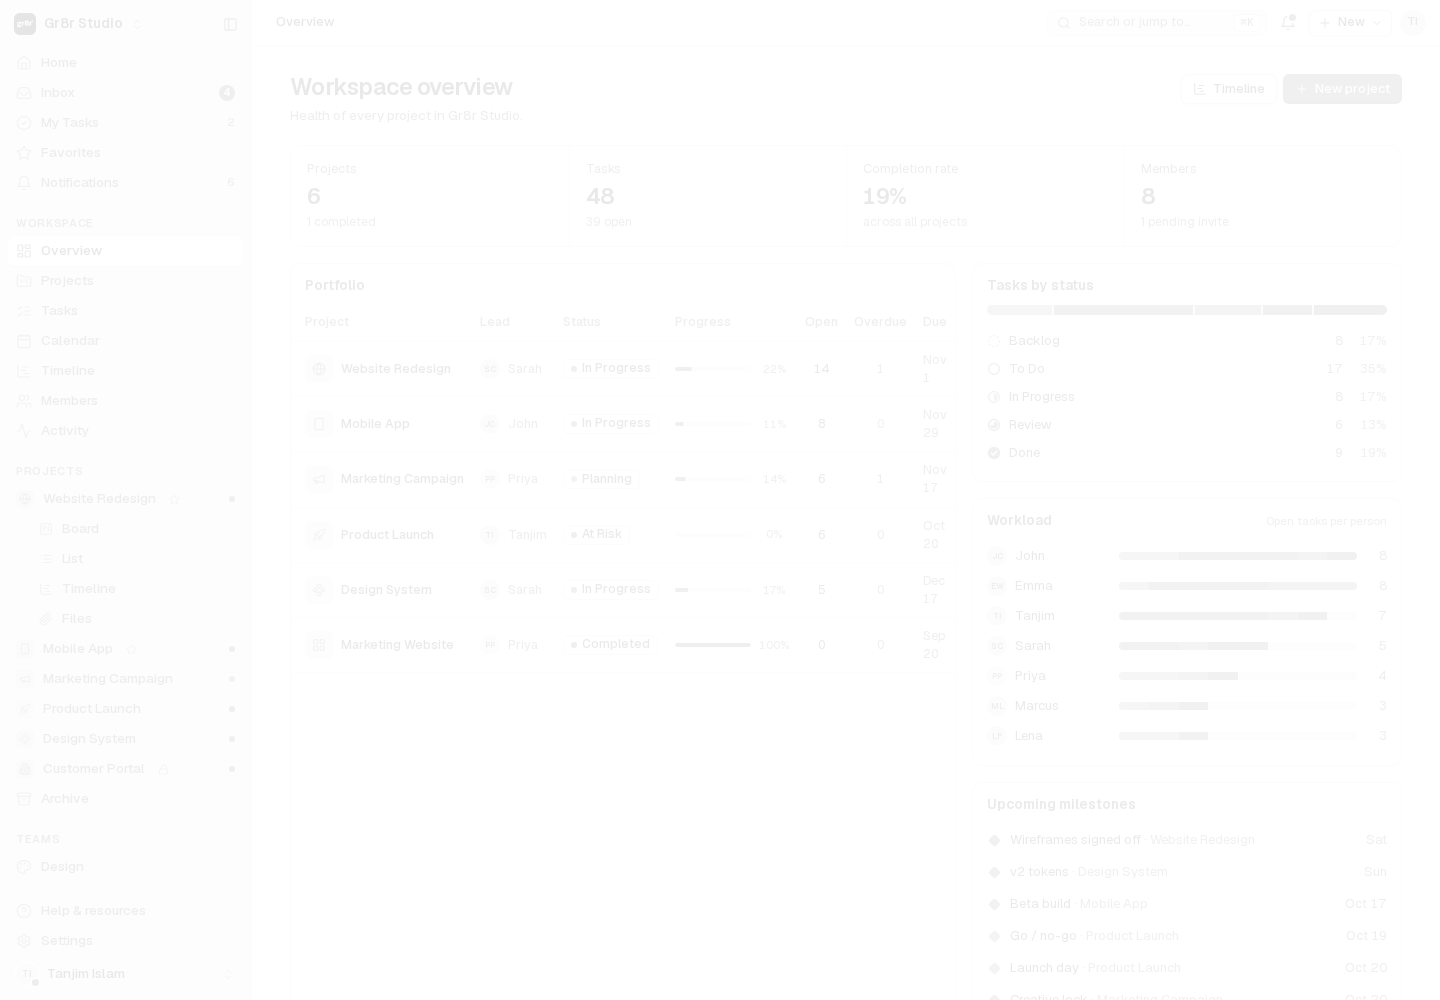 Gr8r Studio
Home
Inbox 4
My Tasks 2
Favorites
Notifications 6
WORKSPACE
Overview
Projects
Tasks
Calendar
Timeline
Members
Activity
PROJECTS
Website Redesign
Board
List
Timeline
Files
Mobile App
Marketing Campaign
Product Launch
Design System
Customer Portal
Archive
TEAMS
Design
Help & resources
Settings
TI Tanjim Islam
Overview
Search or jump to... ⌘K
New
TI
Workspace overview
Health of every project in Gr8r Studio.
Timeline
New project
Projects
6
1 completed
Tasks
48
39 open
Completion rate
19%
across all projects
Members
8
1 pending invite
Portfolio
Project Lead Status Progress Open Overdue Due
Website Redesign SC Sarah In Progress 22% 14 1 Nov
1
Mobile App JC John In Progress 11% 8 0 Nov
29
Marketing Campaign PP Priya Planning 14% 6 1 Nov
17
Product Launch TI Tanjim At Risk 0% 6 0 Oct
20
Design System SC Sarah In Progress 17% 5 0 Dec
17
Marketing Website PP Priya Completed 100% 0 0 Sep
20
Tasks by status
Backlog 8 17%
To Do 17 35%
In Progress 8 17%
Review 6 13%
Done 9 19%
Workload Open tasks per person
JC John 8
EM Emma 8
TI Tanjim 7
SC Sarah 5
PP Priya 4
ML Marcus 3
Lena 3
Upcoming milestones
Wireframes signed off · Website Redesign Sat
v2 tokens · Design System Sun
Beta build · Mobile App Oct 17
Go / no-go · Product Launch Oct 19
Launch day · Product Launch Oct 20
Creative lock · Marketing Campaign Oct 20